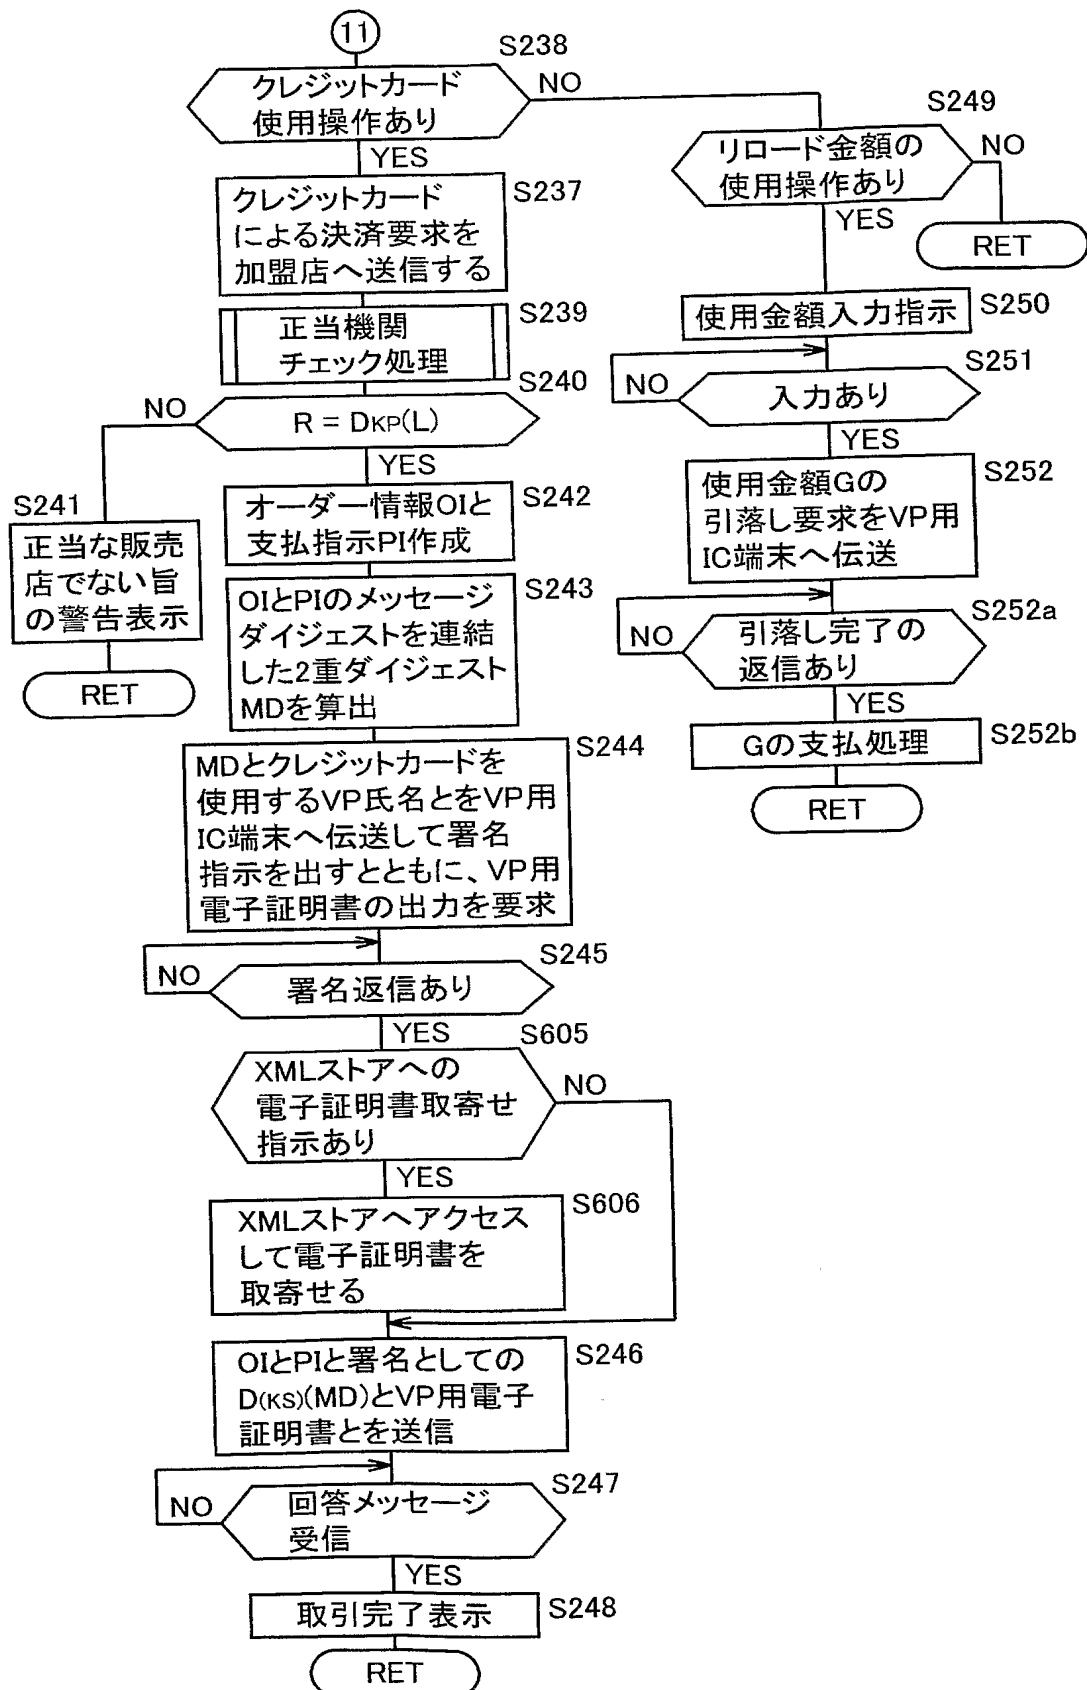 11
S238
クレジットカード
使用操作あり
NO
YES
S237
クレジットカード
による決済要求を
加盟店へ送信する
S239
正当機関
チェック処理
S240
NO
R = DKP(L)
YES
S241
正当な販売
店でない旨
の警告表示
RET
S242
オーダー情報OIと
支払指示PI作成
S243
OIとPIのメッセージ
ダイジェストを連結
した2重ダイジェスト
MDを算出
S244
MDとクレジットカードを
使用するVP氏名とをVP用
IC端末へ伝送して署名
指示を出すとともに、VP用
電子証明書の出力を要求
S245
NO
署名返信あり
YES
S605
XMLストアへの
電子証明書取寄せ
指示あり
NO
YES
S606
XMLストアへアクセス
して電子証明書を
取寄せる
S246
OIとPIと署名としての
D(KS)(MD)とVP用電子
証明書とを送信
S247
NO
回答メッセージ
受信
YES
取引完了表示
S248
RET
S249
リロード金額の
使用操作あり
NO
YES
RET
使用金額入力指示
S250
S251
NO
入力あり
YES
S252
使用金額Gの
引落し要求をVP用
IC端末へ伝送
S252a
NO
引落し完了の
返信あり
YES
Gの支払処理
S252b
RET